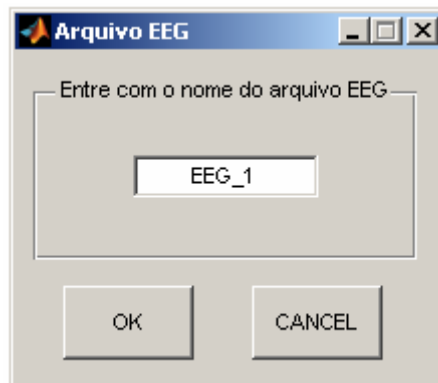 Arquivo EEG
Entre com o nome do arquivo EEG
EEG_1
OK
CANCEL